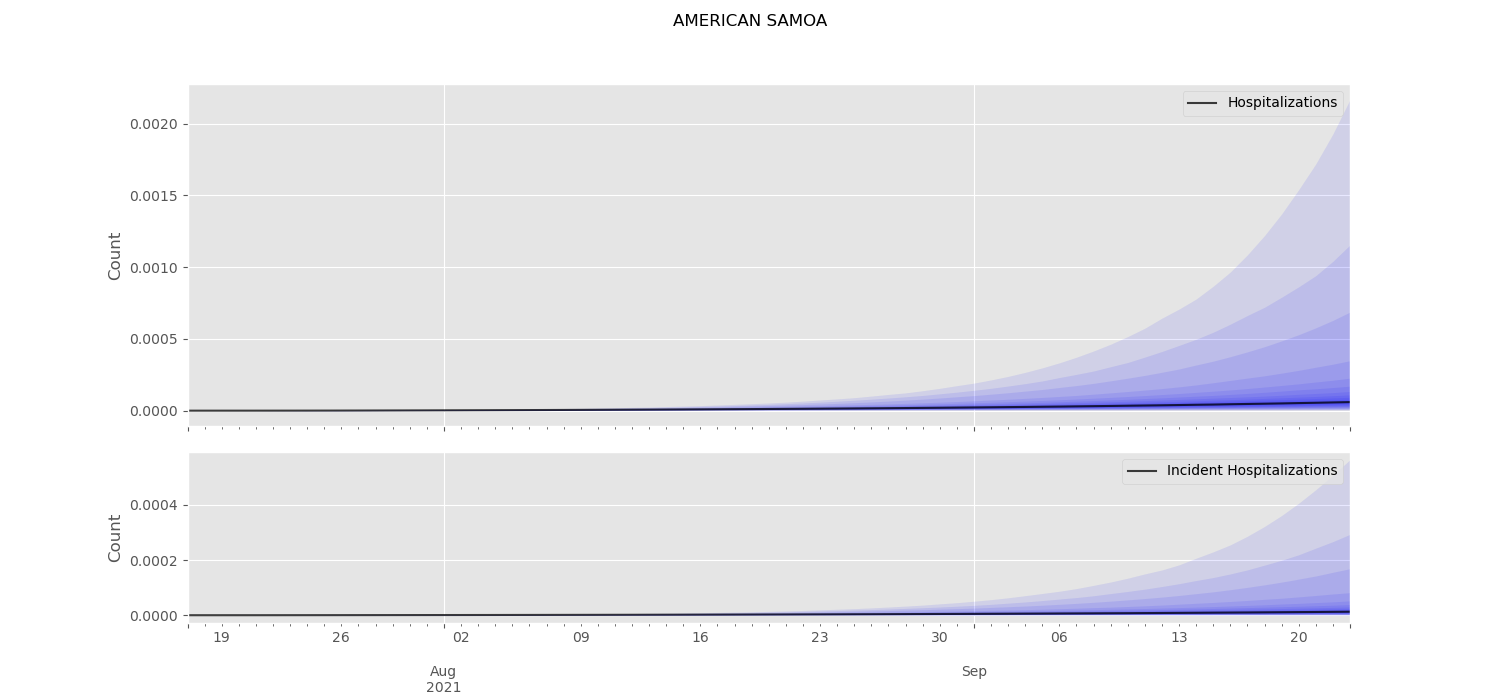 AMERICAN SAMOA
Hospitalizations
0.0020
0.0015
0.0010
0.0005
0.0000
Count
Incident Hospitalizations
0.0004
0.0002
0.0000
Count
19 26 02 09 16 23 30 06 13 20
Aug Sep
2021